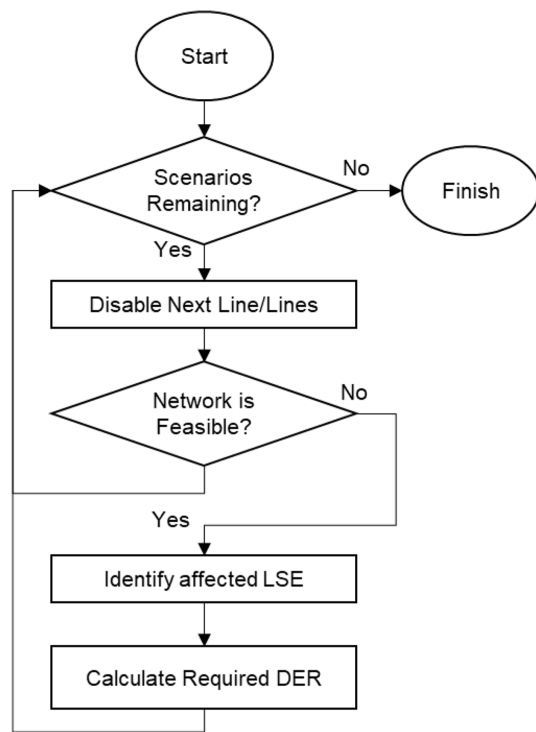 Start
Scenarios
Remaining?
No
Finish
Yes
Disable Next Line/Lines
Network is
Feasible?
No
Yes
Identify affected LSE
Calculate Required DER